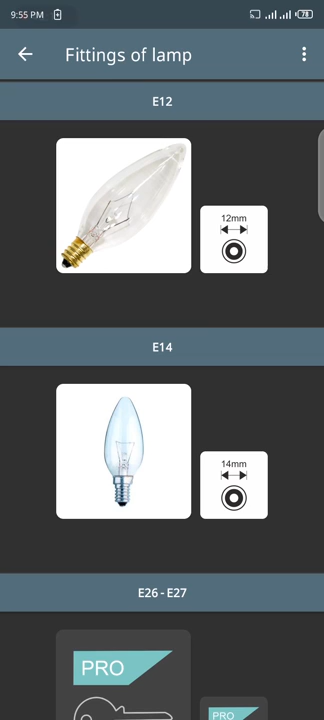 9:55 PM
78
Fittings of lamp
E12
12mm
E14
14mm
E26 - E27
PRO
PRO